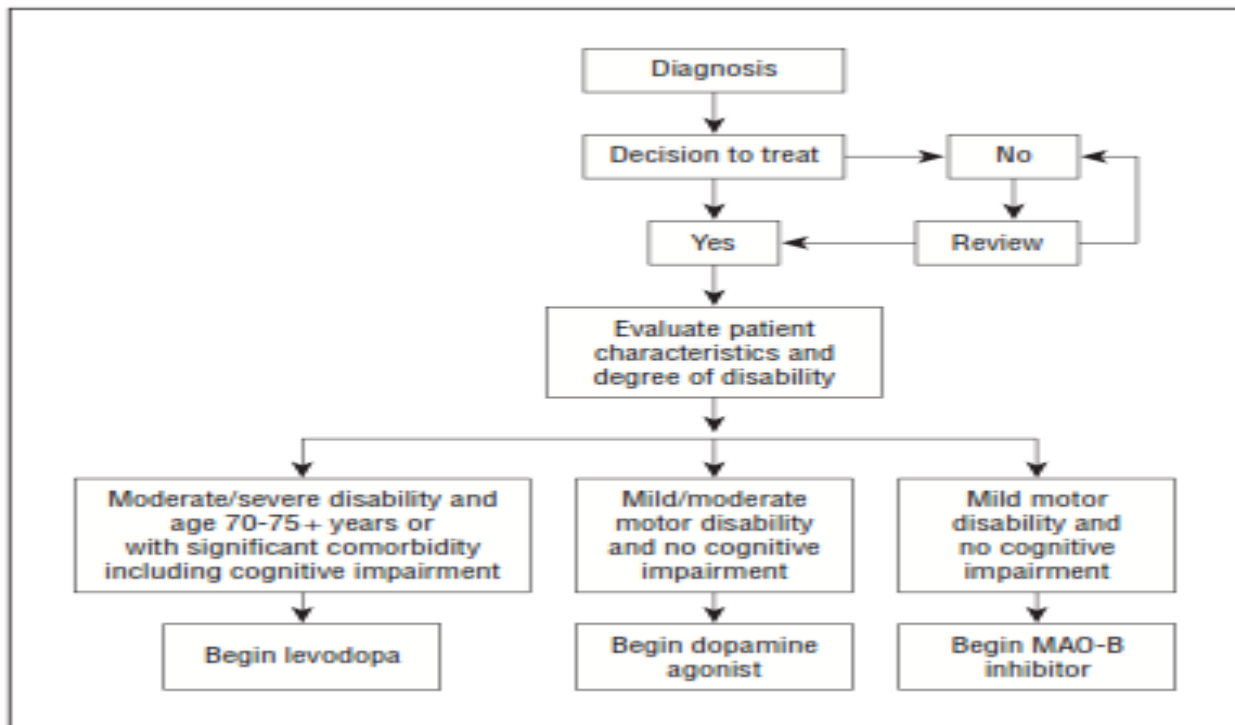 Diagnosis
Decision to treat
No
Yes
Review
Evaluate patient
characteristics and
degree of disability
Moderate/severe disability and
age 70-75+ years or
with significant comorbidity
including cognitive impairment
Mild/moderate
motor disability
and no cognitive
impairment
Mild motor
disability and
no cognitive
impairment
Begin levodopa
Begin dopamine
agonist
Begin MAO-B
inhibitor